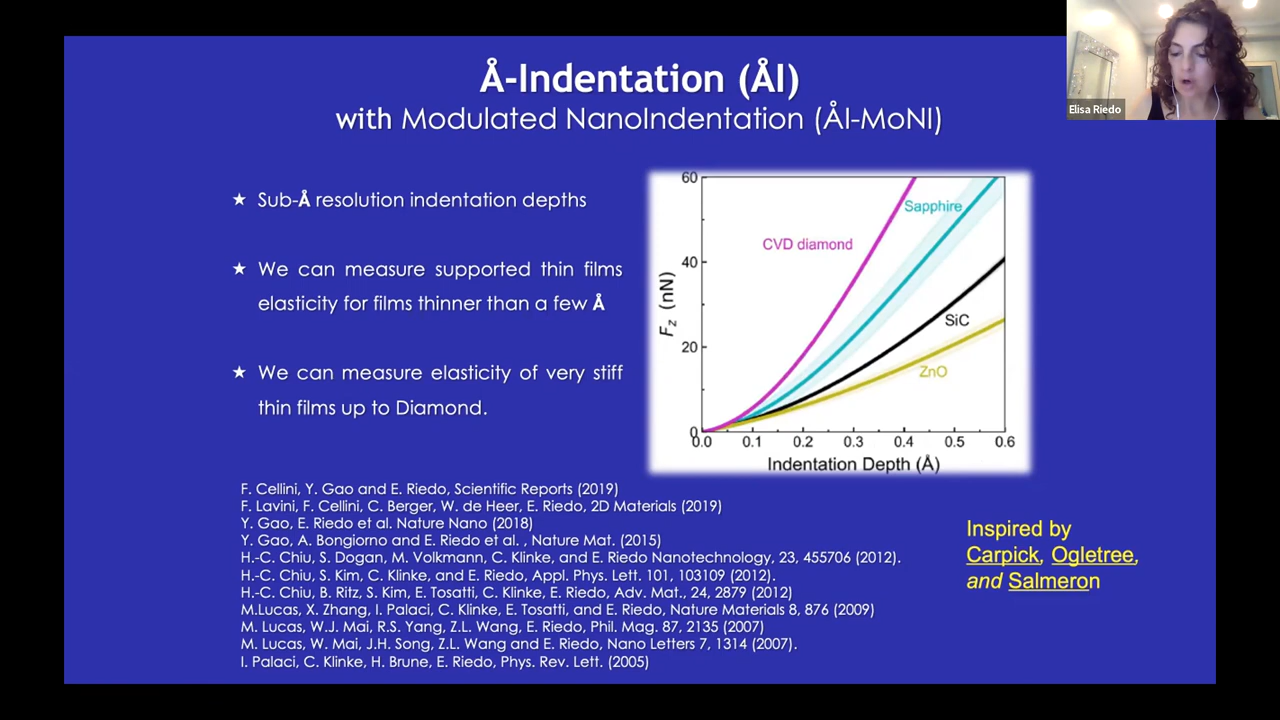 Å-Indentation (ÅI)
with Modulated NanoIndentation (ÅI-MoNI)
Elisa Riedo
★ Sub-Å resolution indentation depths
★ We can measure supported thin films
elasticity for films thinner than a few Å
★ We can measure elasticity of very stiff
thin films up to Diamond.
60
40
20
0
F_z (nN)
CVD diamond
Sapphire
SiC
ZnO
0.0 0.1 0.2 0.3 0.4 0.5 0.6
Indentation Depth (Å)
F. Cellini, Y. Gao and E. Riedo, Scientific Reports (2019)
F. Lavini, F. Cellini, C. Berger, W. de Heer, E. Riedo, 2D Materials (2019)
Y. Gao, E. Riedo et al. Nature Nano (2018)
Y. Gao, A. Bongiorno and E. Riedo et al. , Nature Mat. (2015)
H.-C. Chiu, S. Dogan, M. Volkmann, C. Klinke, and E. Riedo Nanotechnology, 23, 455706 (2012).
H.-C. Chiu, S. Kim, C. Klinke, and E. Riedo, Appl. Phys. Lett. 101, 103109 (2012).
H.-C. Chiu, B. Ritz, S. Kim, E. Tosatti, C. Klinke, E. Riedo, Adv. Mat., 24, 2879 (2012)
M.Lucas, X. Zhang, I. Palaci, C. Klinke, E. Tosatti, and E. Riedo, Nature Materials 8, 876 (2009)
M. Lucas, W.J. Mai, R.S. Yang, Z.L. Wang, E. Riedo, Phil. Mag. 87, 2135 (2007)
M. Lucas, W. Mai, J.H. Song, Z.L. Wang and E. Riedo, Nano Letters 7, 1314 (2007).
I. Palaci, C. Klinke, H. Brune, E. Riedo, Phys. Rev. Lett. (2005)
Inspired by
Carpick, Ogletree,
and Salmeron